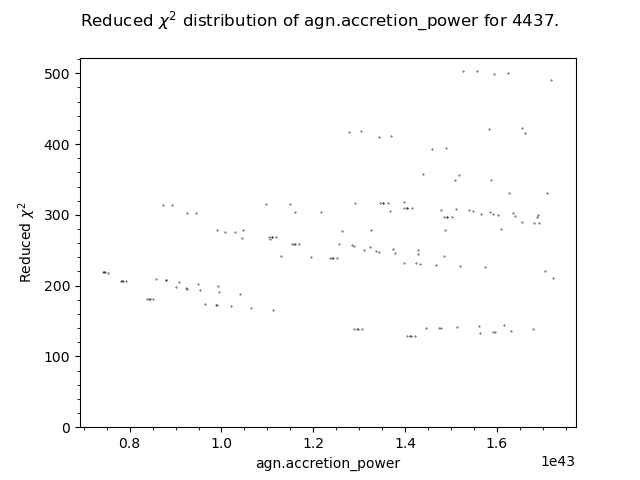 Reduced χ² distribution of agn.accretion_power for 4437.
500
400
300
200
100
0
Reduced χ²
0.8 1.0 1.2 1.4 1.6
agn.accretion_power
1e43